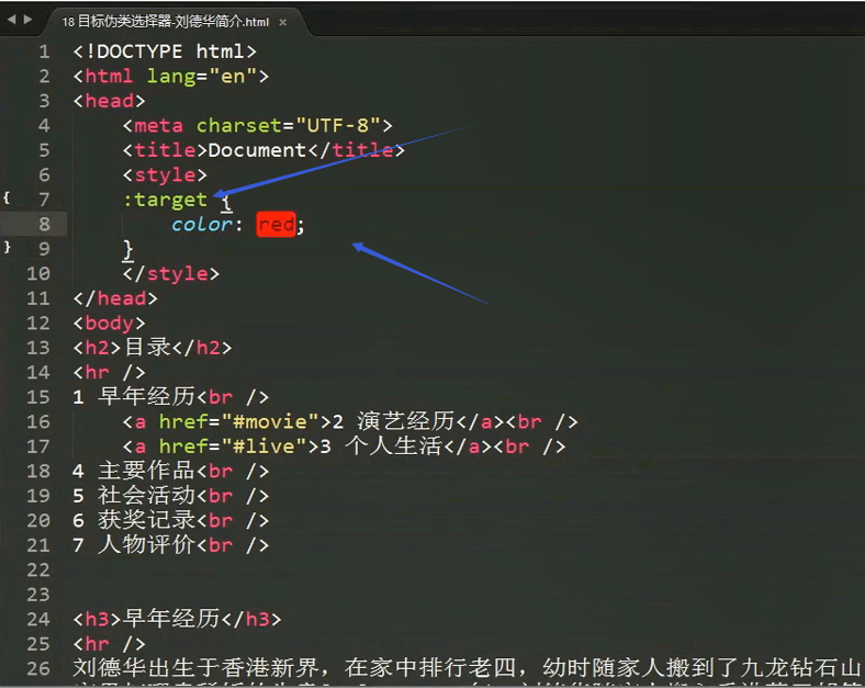 18 目标伪类选择器-刘德华简介.html ×
1 <!DOCTYPE html>
2 <html lang="en">
3 <head>
4 <meta charset="UTF-8">
5 <title>Document</title>
6 <style>
{ 7 :target {
8 color: red;
} 9 }
10 </style>
11 </head>
12 <body>
13 <h2>目录</h2>
14 <hr />
15 1 早年经历<br />
16 <a href="#movie">2 演艺经历</a><br />
17 <a href="#live">3 个人生活</a><br />
18 4 主要作品<br />
19 5 社会活动<br />
20 6 获奖记录<br />
21 7 人物评价<br />
22
23
24 <h3>早年经历</h3>
25 <hr />
26 刘德华出生于香港新界，在家中排行老四，幼时随家人搬到了九龙钻石山